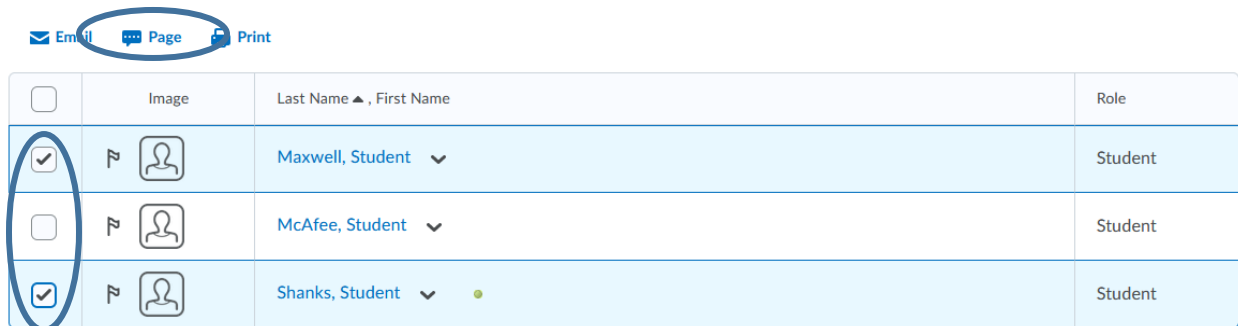 Email Page Print
Image Last Name , First Name Role
Maxwell, Student Student
McAfee, Student Student
Shanks, Student Student